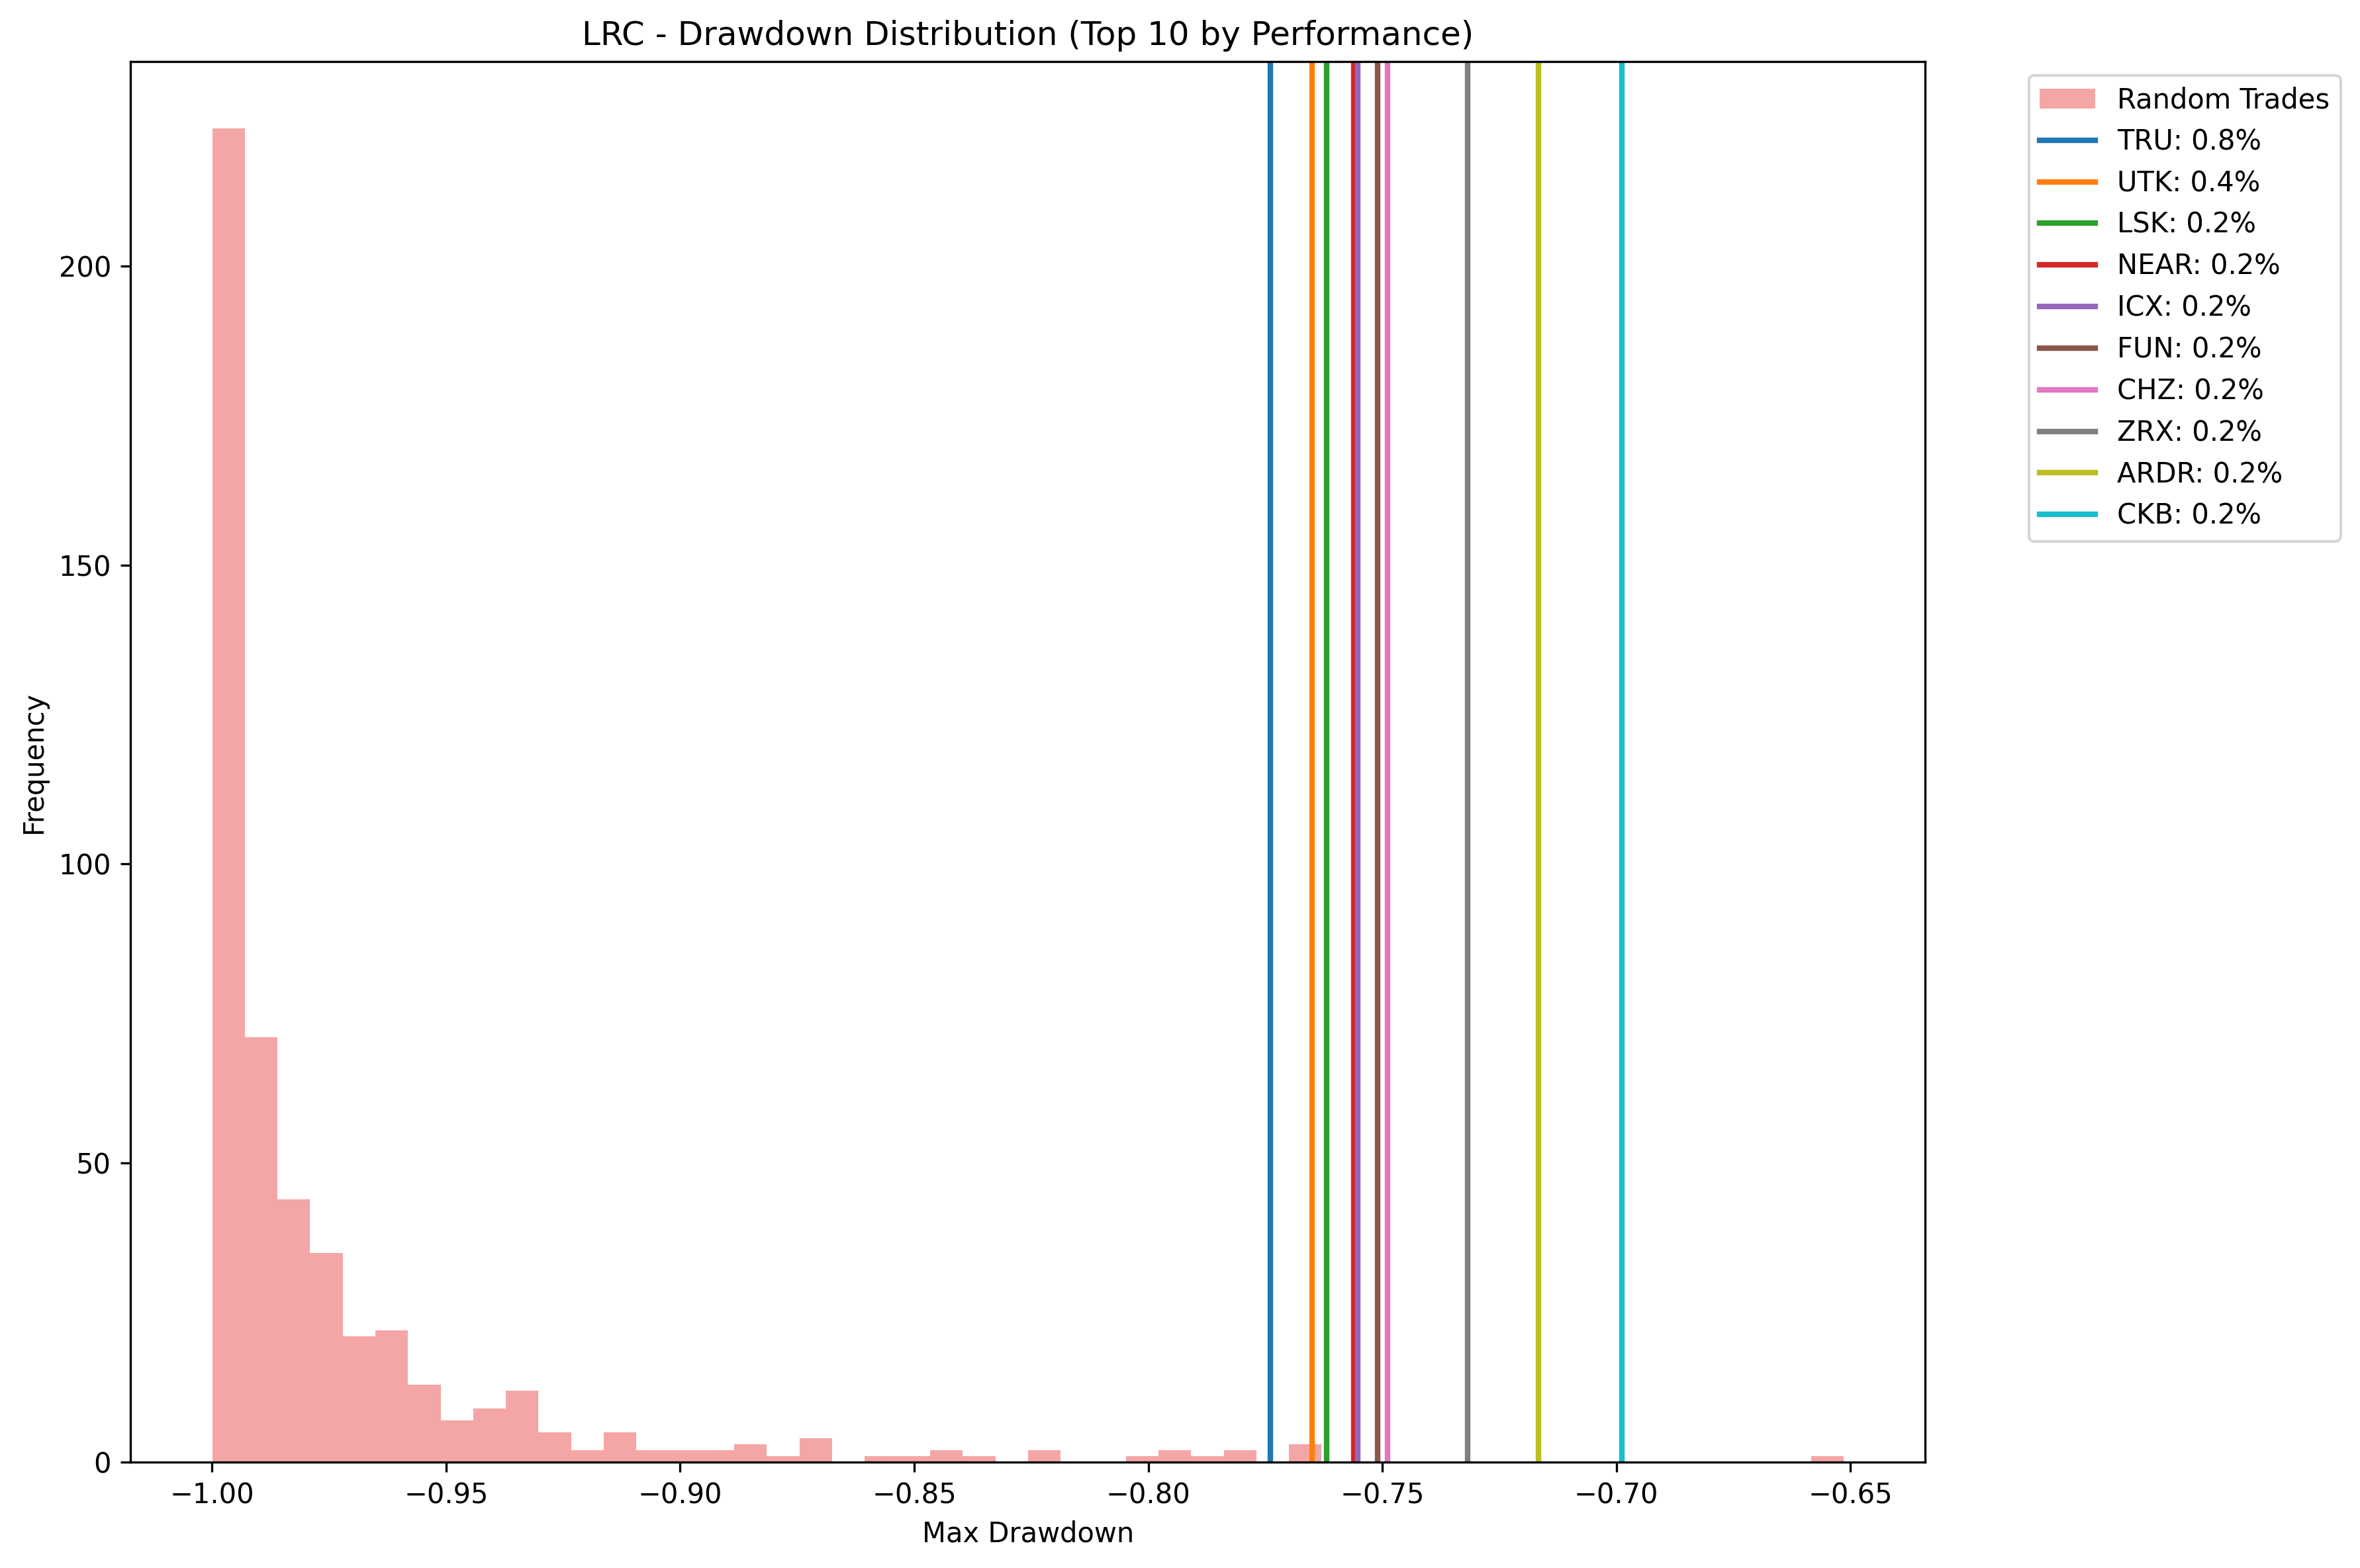 LRC - Drawdown Distribution (Top 10 by Performance)
Random Trades
TRU: 0.8%
UTK: 0.4%
LSK: 0.2%
NEAR: 0.2%
ICX: 0.2%
FUN: 0.2%
CHZ: 0.2%
ZRX: 0.2%
ARDR: 0.2%
CKB: 0.2%
Frequency
200
150
100
50
0
−1.00 −0.95 −0.90 −0.85 −0.80 −0.75 −0.70 −0.65
Max Drawdown